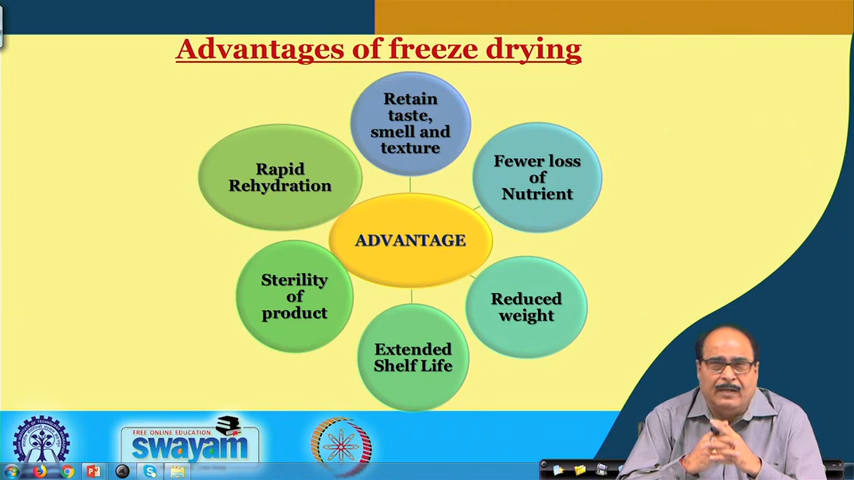 Advantages of freeze drying
Retain
taste,
smell and
texture
Fewer loss
of
Nutrient
Rapid
Rehydration
ADVANTAGE
Sterility
of
product
Reduced
weight
Extended
Shelf Life
FREE ONLINE EDUCATION
swayam